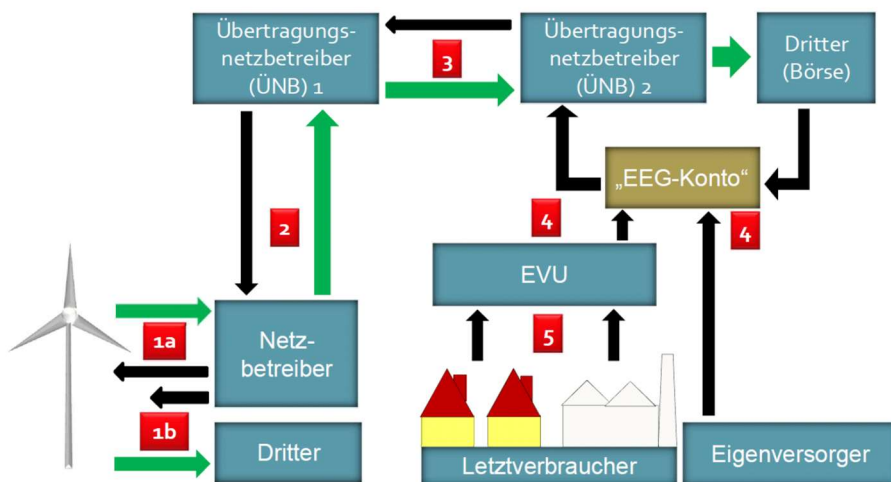 Übertragungs-
netzbetreiber
(ÜNB) 1
3
Übertragungs-
netzbetreiber
(ÜNB) 2
Dritter
(Börse)
„EEG-Konto“
2
4
4
EVU
1a
Netz-
betreiber
5
1b
Dritter
Letztverbraucher
Eigenversorger